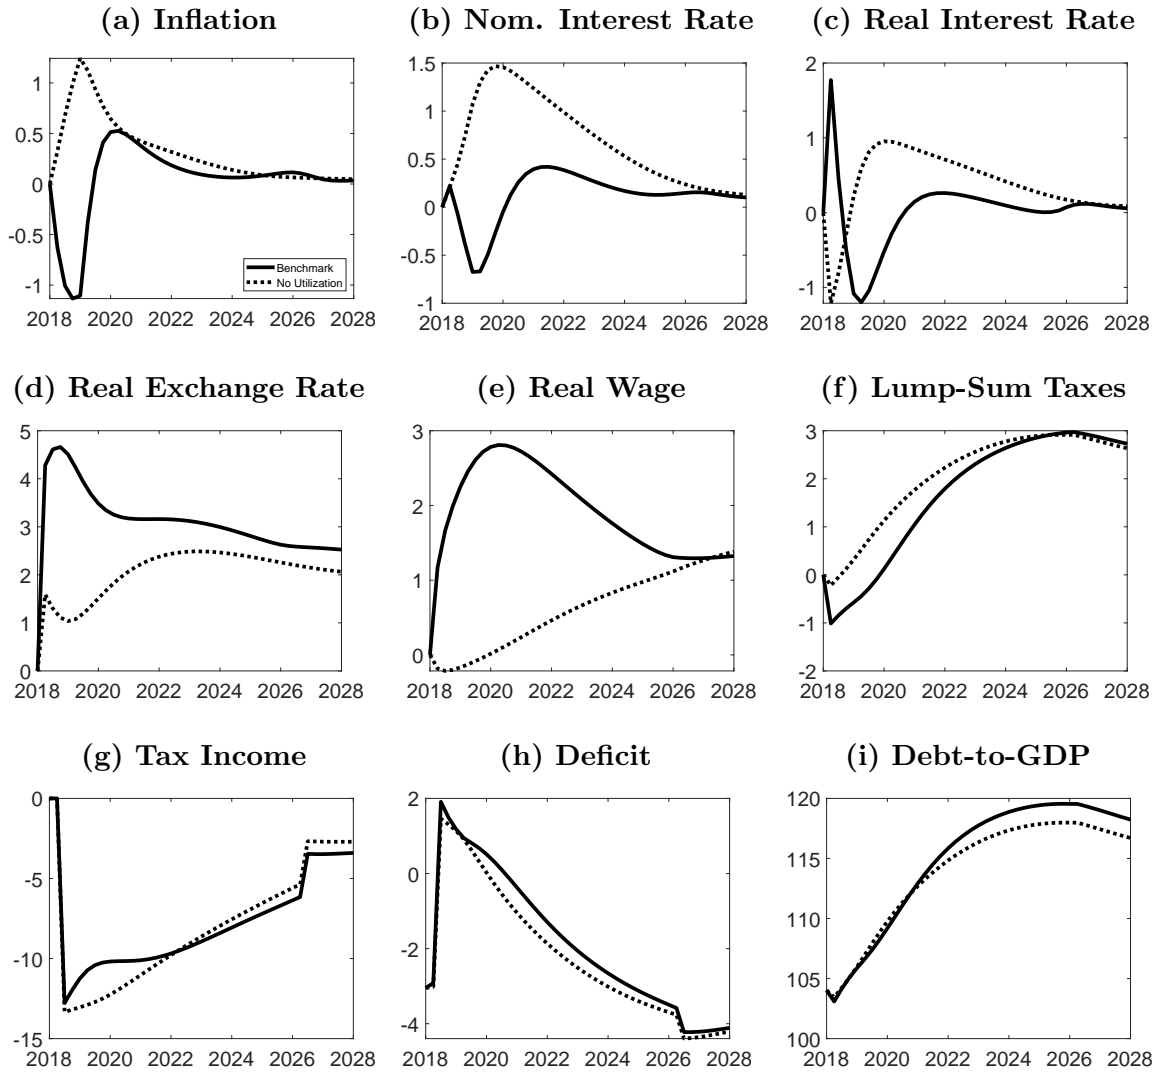 (a) Inflation
(b) Nom. Interest Rate
(c) Real Interest Rate
1
0.5
0
-0.5
-1
2018 2020 2022 2024 2026 2028
Benchmark
No Utilization
1.5
1
0.5
0
-0.5
-1
2018 2020 2022 2024 2026 2028
2
1
0
-1
2018 2020 2022 2024 2026 2028
(d) Real Exchange Rate
(e) Real Wage
(f) Lump-Sum Taxes
5
4
3
2
1
0
2018 2020 2022 2024 2026 2028
3
2
1
0
2018 2020 2022 2024 2026 2028
3
2
1
0
-1
-2
2018 2020 2022 2024 2026 2028
(g) Tax Income
(h) Deficit
(i) Debt-to-GDP
0
-5
-10
-15
2018 2020 2022 2024 2026 2028
2
0
-2
-4
2018 2020 2022 2024 2026 2028
120
115
110
105
100
2018 2020 2022 2024 2026 2028